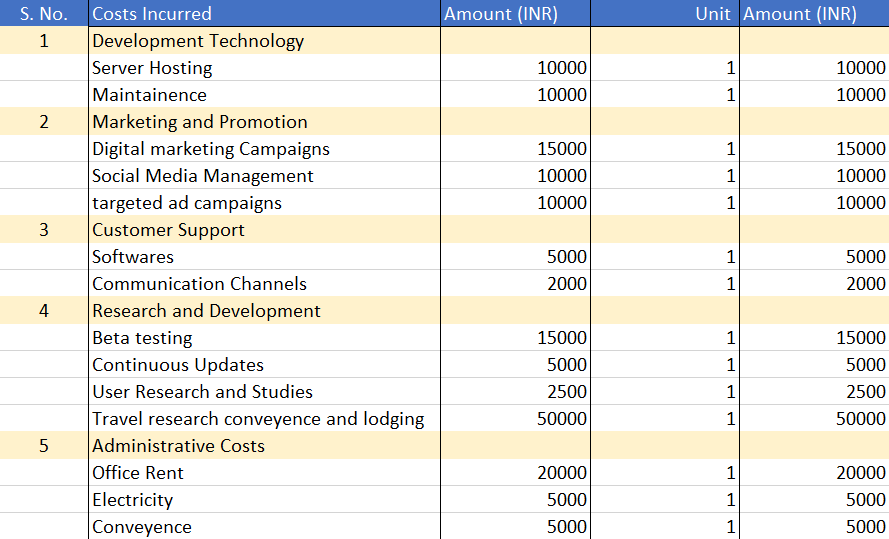 S. No. Costs Incurred Amount (INR) Unit Amount (INR)
1 Development Technology
Server Hosting 10000 1 10000
Maintainence 10000 1 10000
2 Marketing and Promotion
Digital marketing Campaigns 15000 1 15000
Social Media Management 10000 1 10000
targeted ad campaigns 10000 1 10000
3 Customer Support
Softwares 5000 1 5000
Communication Channels 2000 1 2000
4 Research and Development
Beta testing 15000 1 15000
Continuous Updates 5000 1 5000
User Research and Studies 2500 1 2500
Travel research conveyence and lodging 50000 1 50000
5 Administrative Costs
Office Rent 20000 1 20000
Electricity 5000 1 5000
Conveyence 5000 1 5000